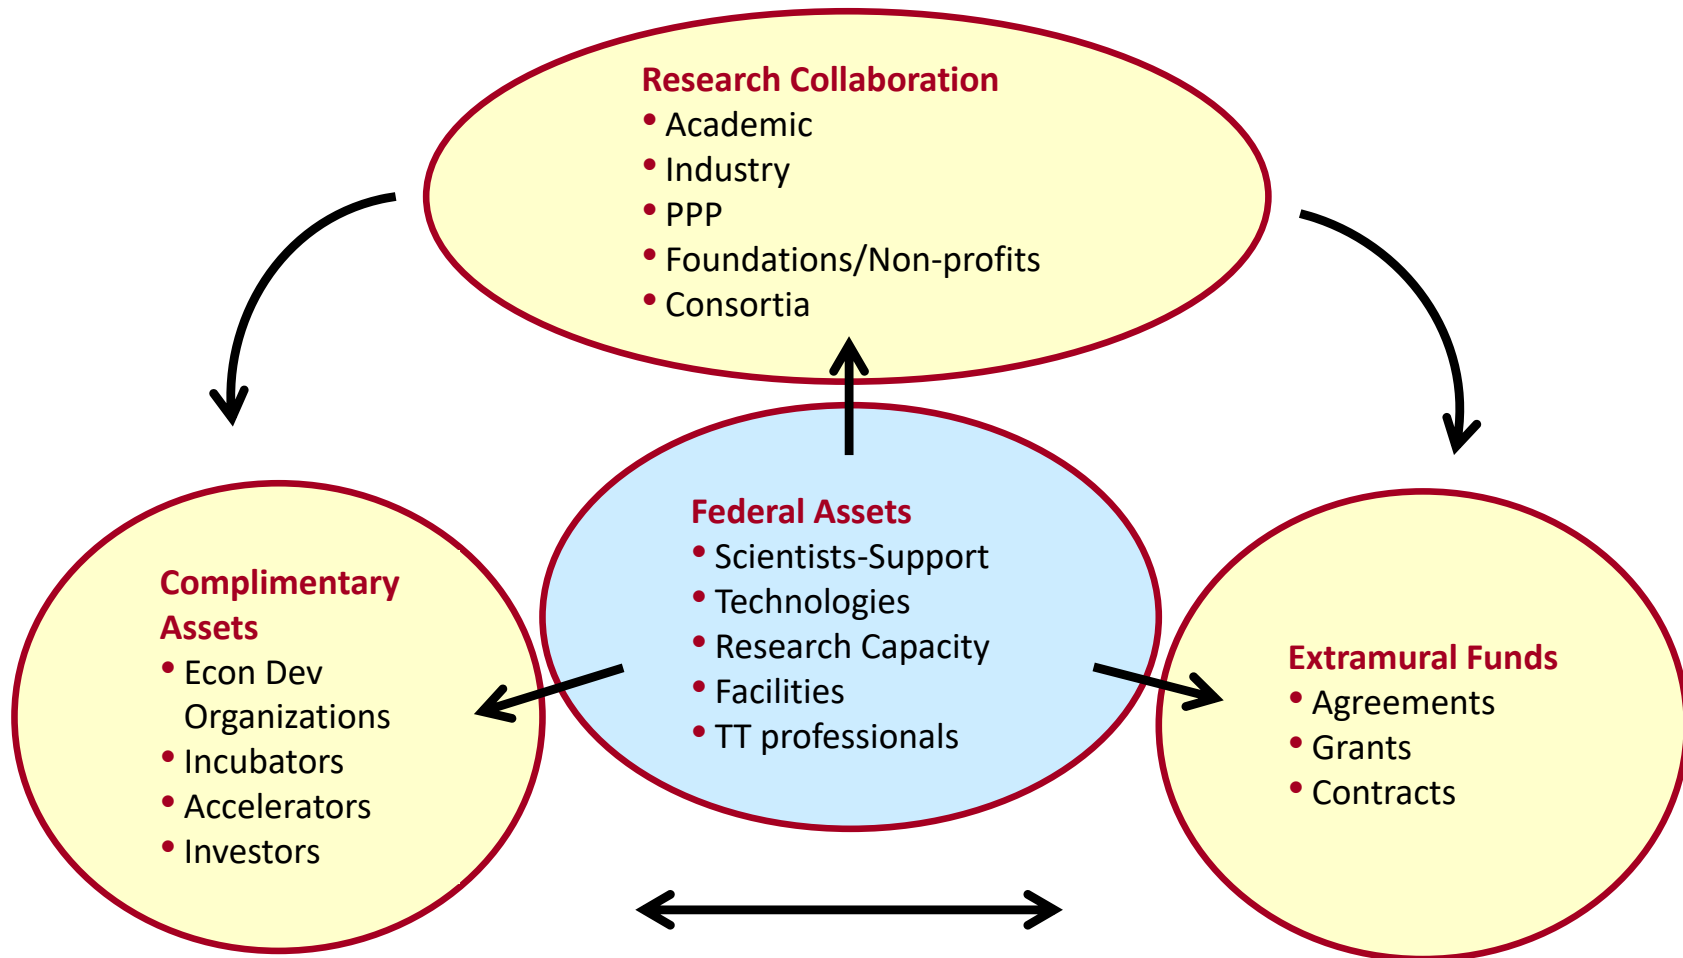 Research Collaboration
• Academic
• Industry
• PPP
• Foundations/Non-profits
• Consortia
Federal Assets
• Scientists-Support
• Technologies
• Research Capacity
• Facilities
• TT professionals
Complimentary
Assets
• Econ Dev
Organizations
• Incubators
• Accelerators
• Investors
Extramural Funds
• Agreements
• Grants
• Contracts